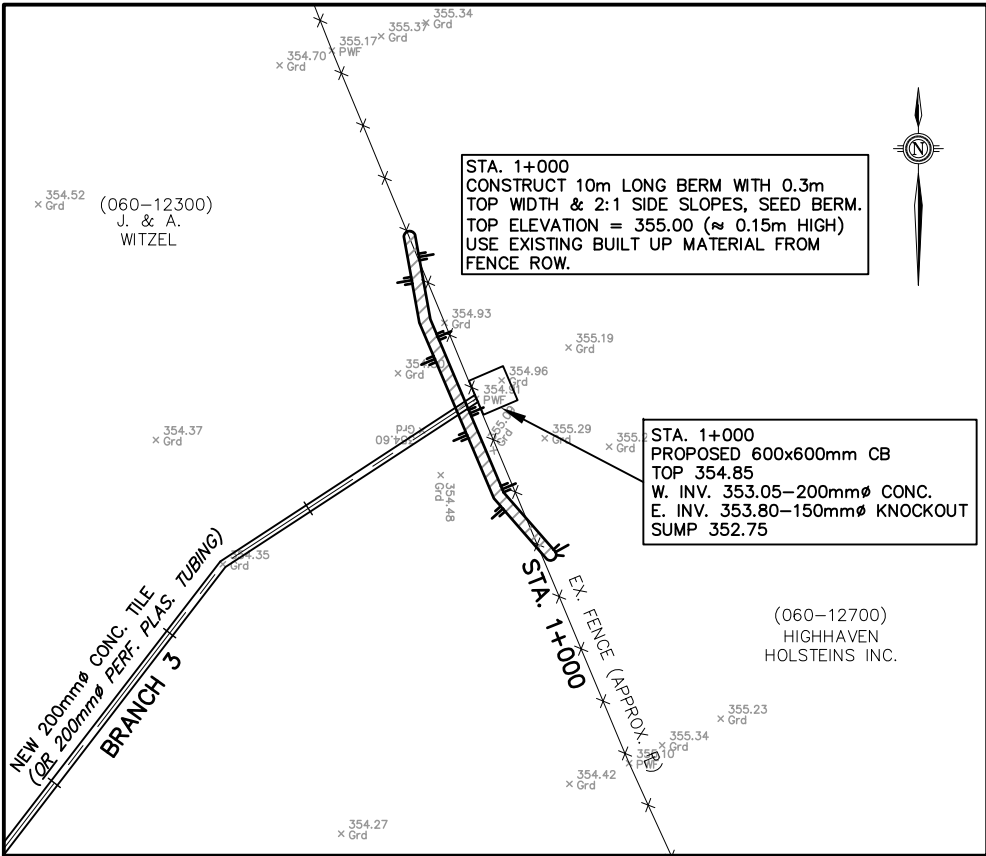 355.34
Grd
355.37
Grd
355.17
PWF
354.70
Grd
N
STA. 1+000
CONSTRUCT 10m LONG BERM WITH 0.3m
TOP WIDTH & 2:1 SIDE SLOPES, SEED BERM.
TOP ELEVATION = 355.00 (≈ 0.15m HIGH)
USE EXISTING BUILT UP MATERIAL FROM
FENCE ROW.
354.52
Grd
(060-12300)
J. & A.
WITZEL
354.93
Grd
355.19
Grd
Grd
354.96
Grd
354.91
PWF
Grd
354.60
Grd
354.37
Grd
355.29
Grd
Grd
STA. 1+000
PROPOSED 600x600mm CB
TOP 354.85
W. INV. 353.05-200mmø CONC.
E. INV. 353.80-150mmø KNOCKOUT
SUMP 352.75
354.48
Grd
354.35
Grd
NEW 200mmø CONC. TILE
(OR 200mmø PERF. PLAS. TUBING)
BRANCH 3
STA. 1+000
EX. FENCE (APPROX.
(060-12700)
HIGHHAVEN
HOLSTEINS INC.
355.23
Grd
355.34
Grd
355.10
PWF
354.42
Grd
354.27
Grd